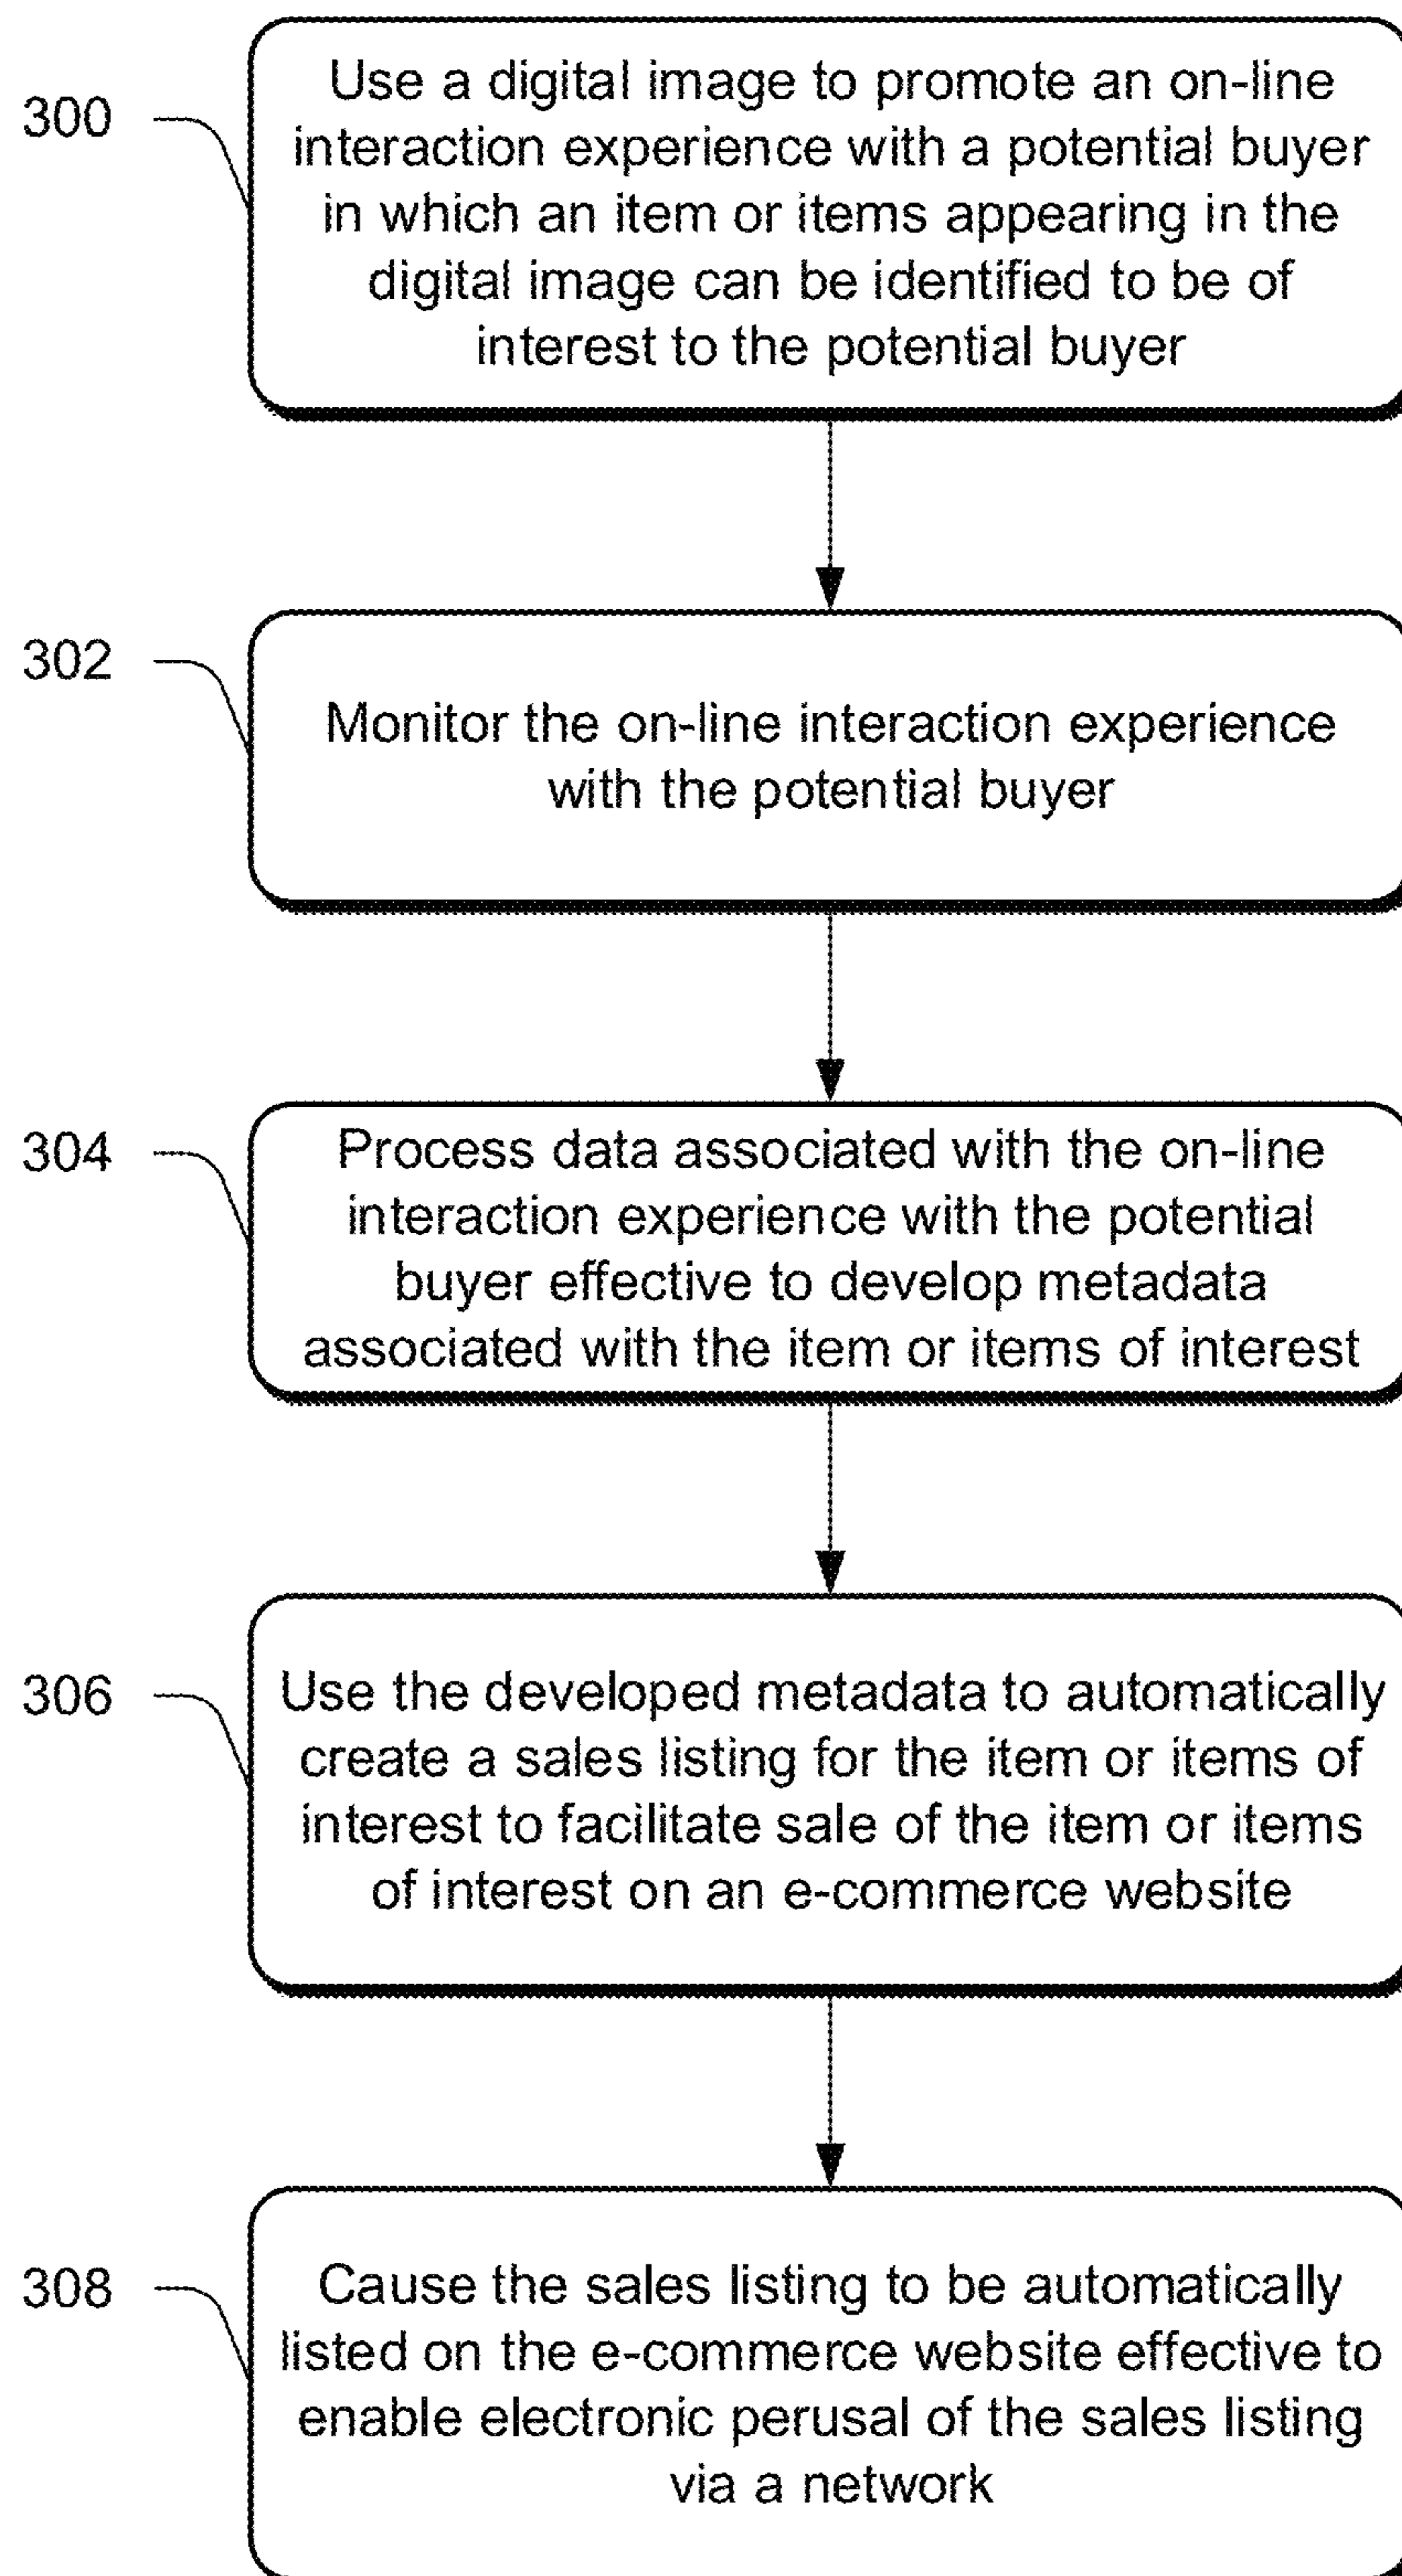 300
Use a digital image to promote an on-line
interaction experience with a potential buyer
in which an item or items appearing in the
digital image can be identified to be of
interest to the potential buyer
302
Monitor the on-line interaction experience
with the potential buyer
304
Process data associated with the on-line
interaction experience with the potential
buyer effective to develop metadata
associated with the item or items of interest
306
Use the developed metadata to automatically
create a sales listing for the item or items of
interest to facilitate sale of the item or items
of interest on an e-commerce website
308
Cause the sales listing to be automatically
listed on the e-commerce website effective to
enable electronic perusal of the sales listing
via a network